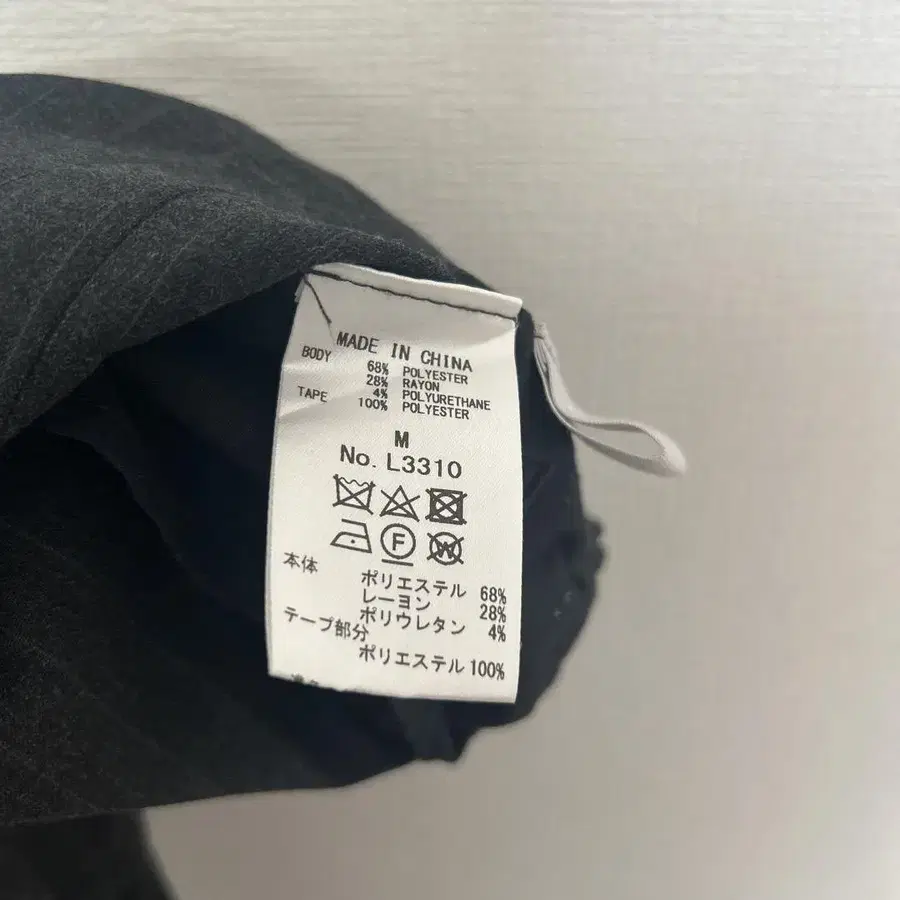 MADE IN CHINA
BODY 68% POLYESTER
28% RAYON
4% POLYURETHANE
TAPE 100% POLYESTER
M
No. L3310
F W
本体 ポリエステル 68%
レーヨン 28%
ポリウレタン 4%
テープ部分
ポリエステル 100%